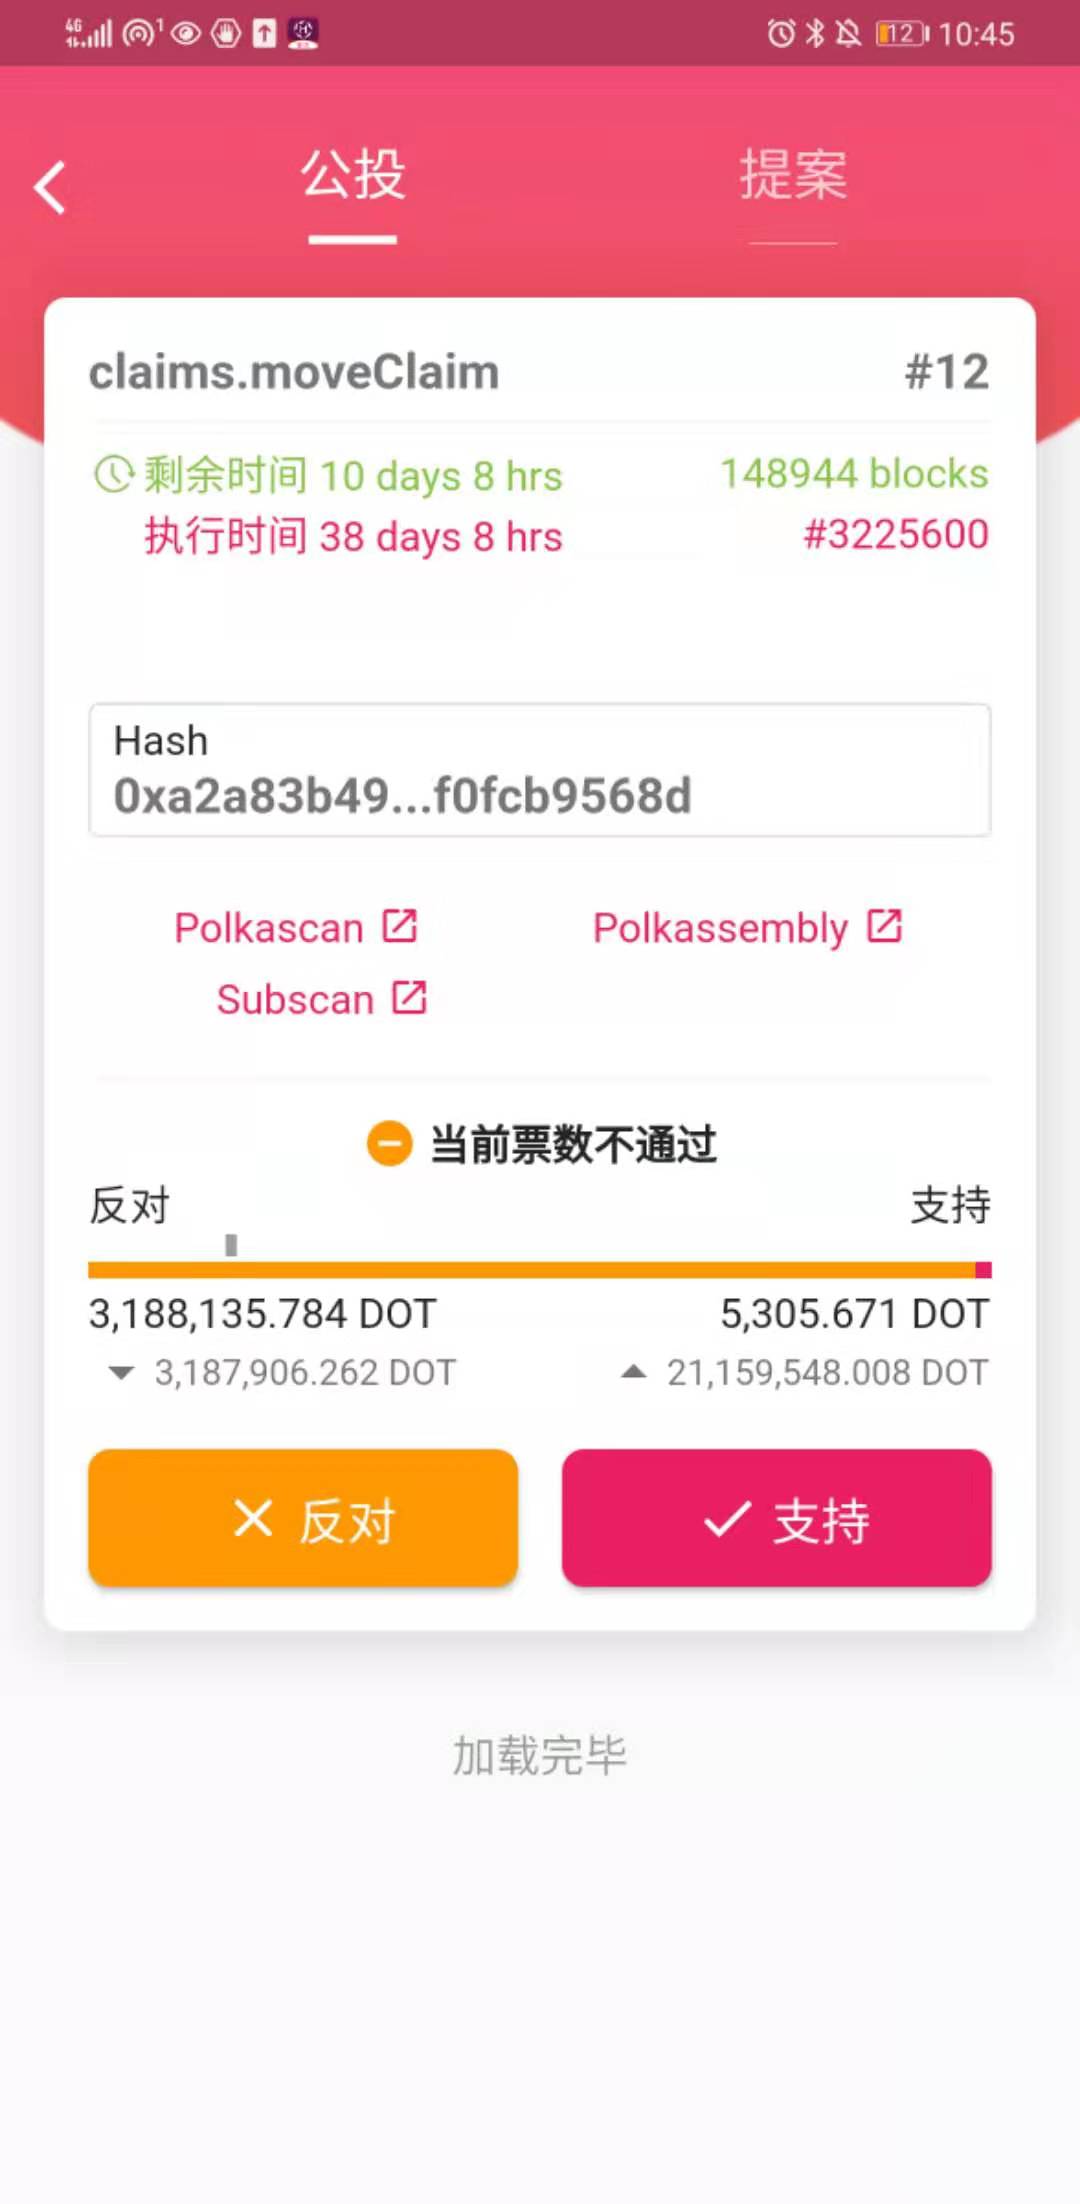 4G 1 12 10:45
公投 提案
claims.moveClaim #12
剩余时间 10 days 8 hrs 148944 blocks
执行时间 38 days 8 hrs #3225600
Hash
0xa2a83b49...f0fcb9568d
Polkascan Polkassembly
Subscan
当前票数不通过
反对 支持
3,188,135.784 DOT 5,305.671 DOT
3,187,906.262 DOT 21,159,548.008 DOT
反对 支持
加载完毕